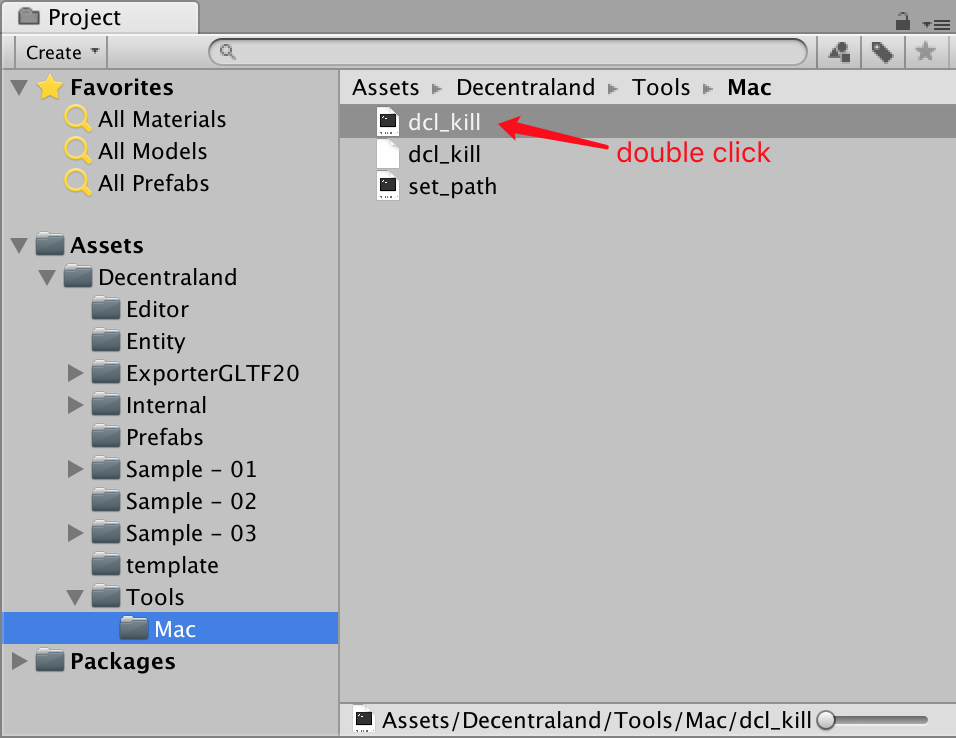 Project
Create
Favorites
All Materials
All Models
All Prefabs
Assets
Decentraland
Editor
Entity
ExporterGLTF20
Internal
Prefabs
Sample - 01
Sample - 02
Sample - 03
template
Tools
Mac
Packages
Assets Decentraland Tools Mac
dcl_kill
double click
dcl_kill
set_path
Assets/Decentraland/Tools/Mac/dcl_kill